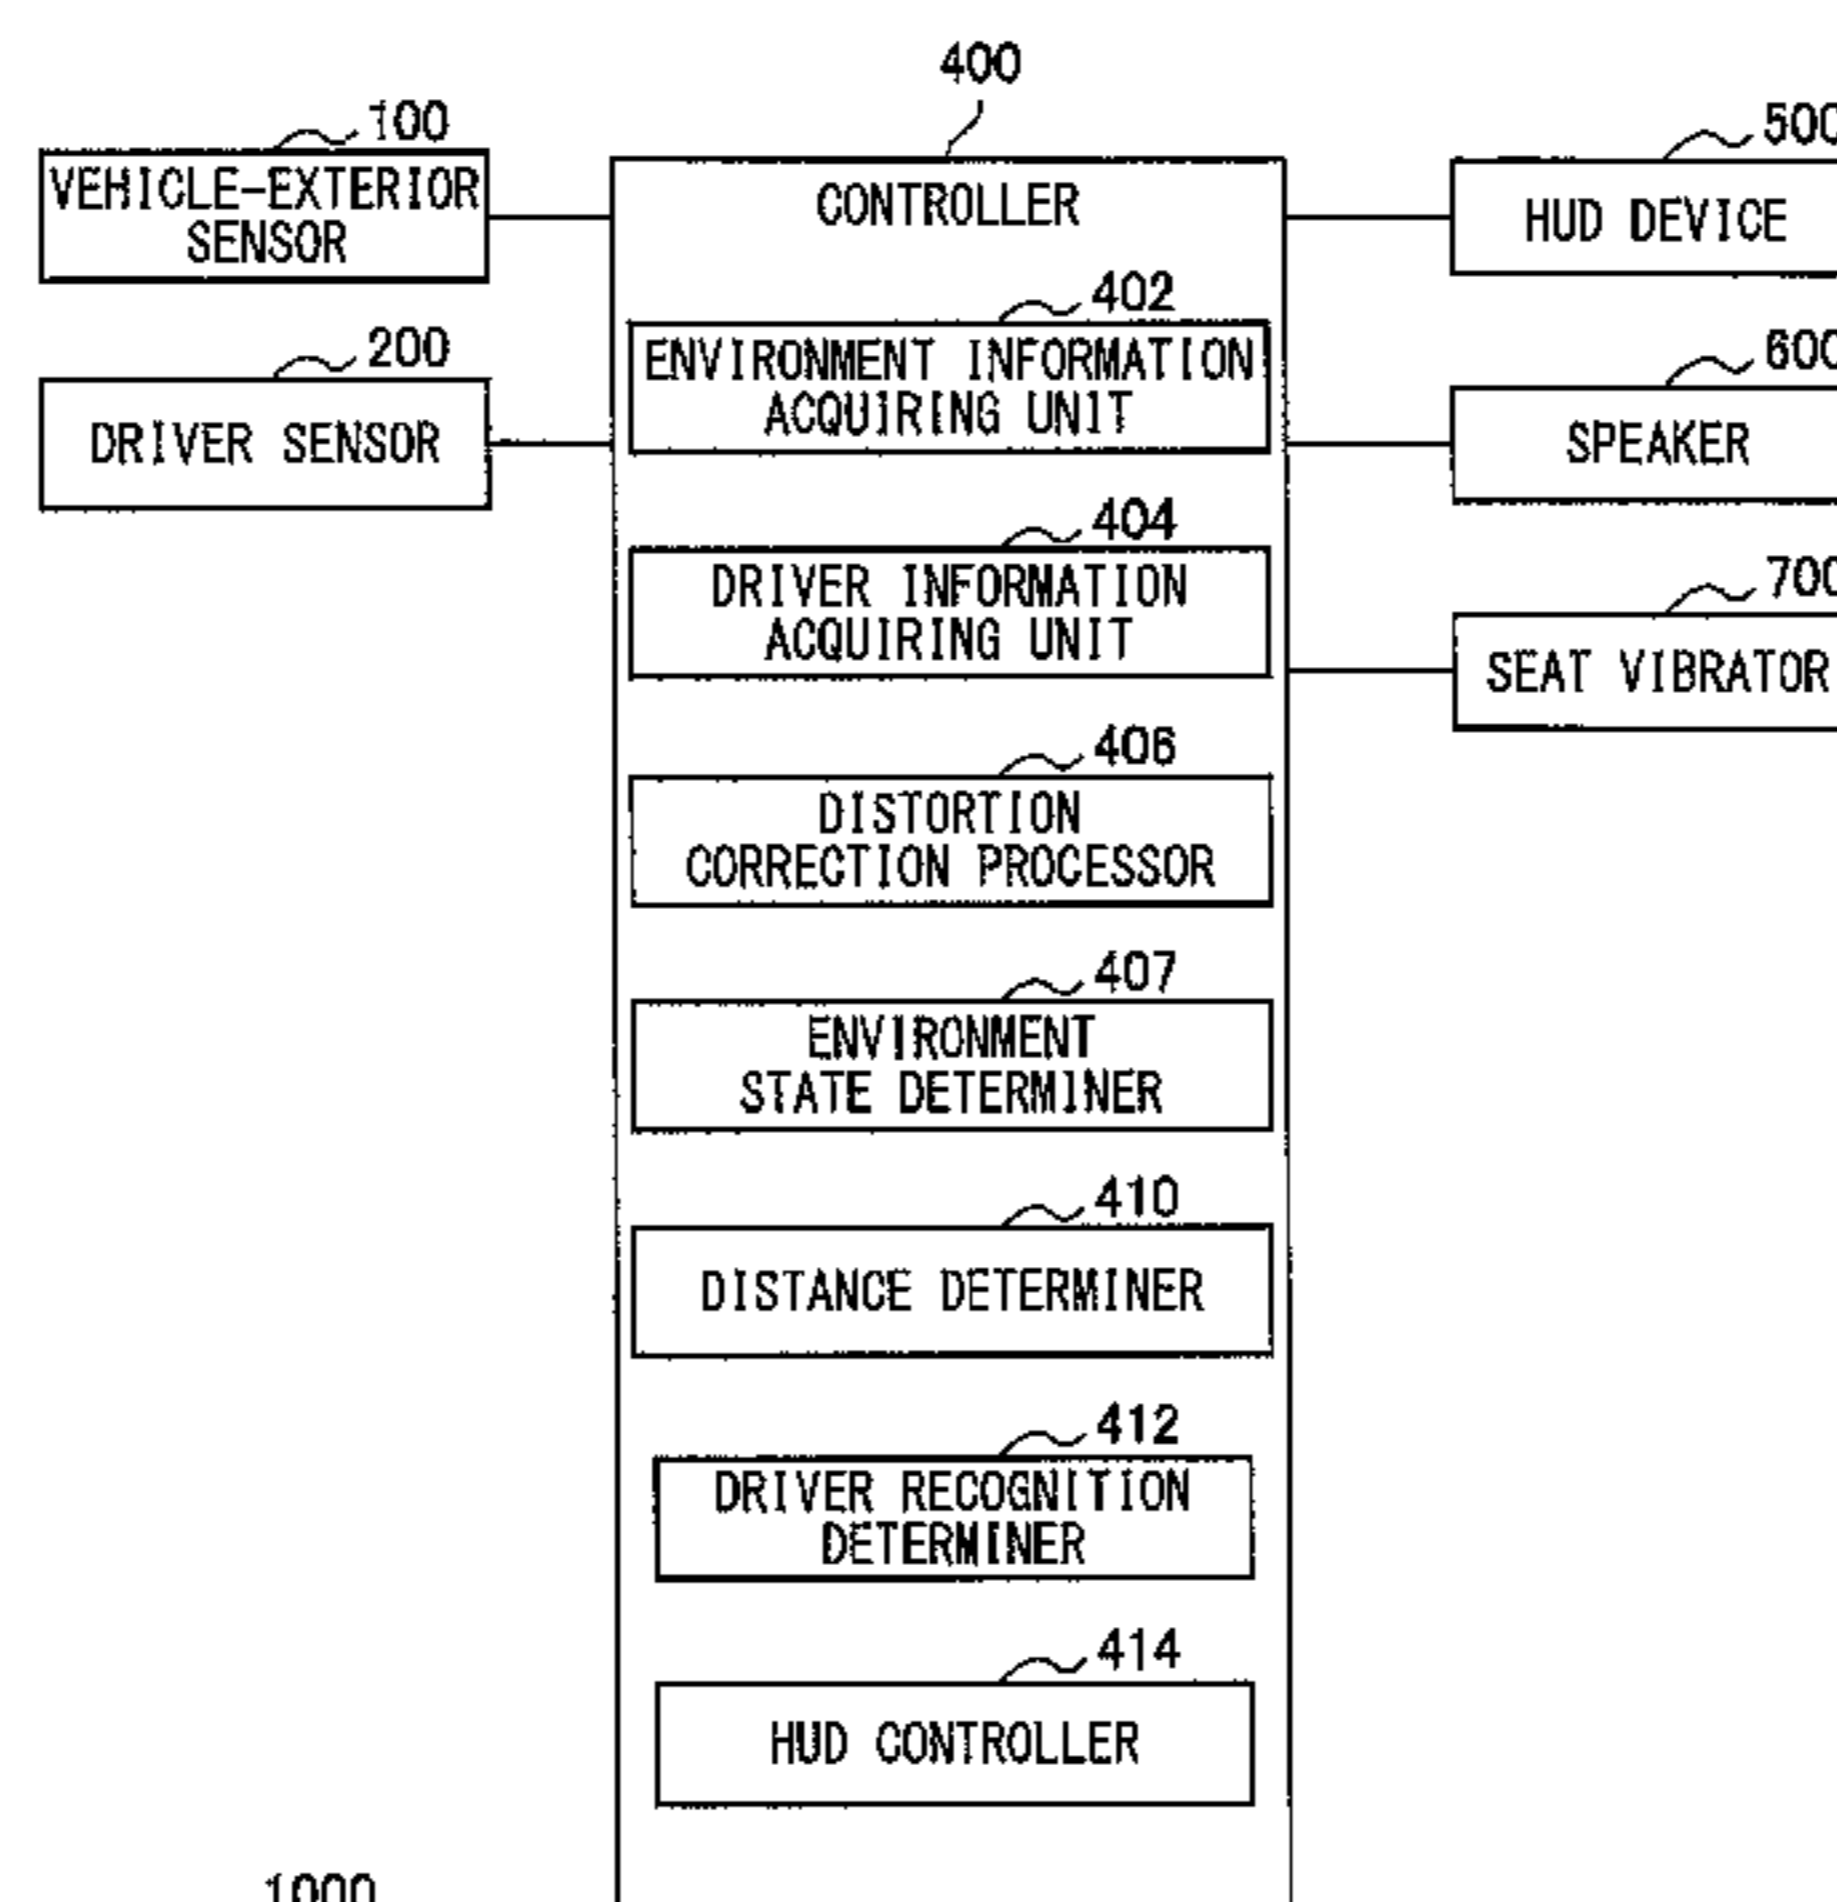 400
100
VEHICLE-EXTERIOR
SENSOR
200
DRIVER SENSOR
CONTROLLER
402
ENVIRONMENT INFORMATION
ACQUIRING UNIT
404
DRIVER INFORMATION
ACQUIRING UNIT
406
DISTORTION
CORRECTION PROCESSOR
407
ENVIRONMENT
STATE DETERMINER
410
DISTANCE DETERMINER
412
DRIVER RECOGNITION
DETERMINER
414
HUD CONTROLLER
500
HUD DEVICE
600
SPEAKER
700
SEAT VIBRATOR
1000